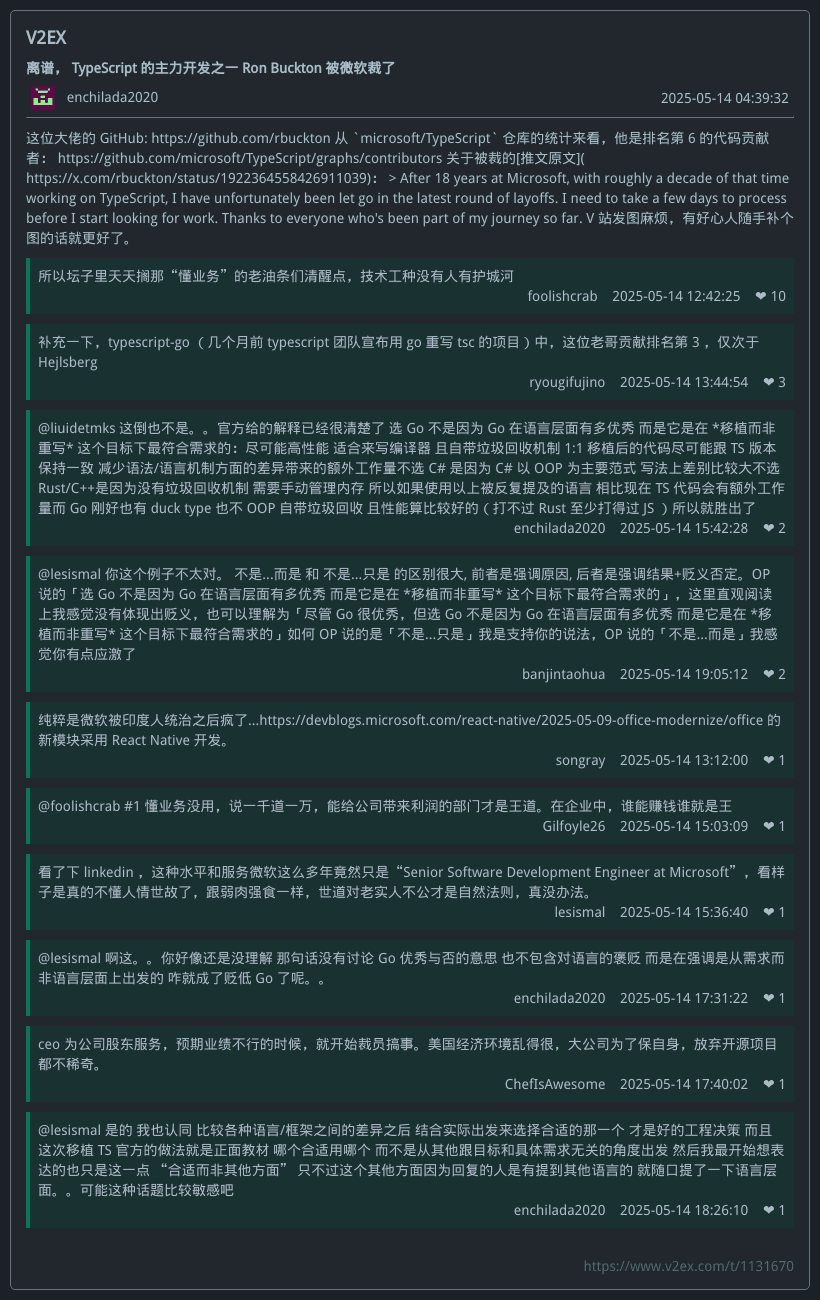 V2EX
离谱， TypeScript 的主力开发之一 Ron Buckton 被微软裁了
enchilada2020 2025-05-14 04:39:32
这位大佬的 GitHub: https://github.com/rbuckton 从 `microsoft/TypeScript` 仓库的统计来看，他是排名第 6 的代码贡献
者： https://github.com/microsoft/TypeScript/graphs/contributors 关于被裁的[推文原文](
https://x.com/rbuckton/status/1922364558426911039)： > After 18 years at Microsoft, with roughly a decade of that time
working on TypeScript, I have unfortunately been let go in the latest round of layoffs. I need to take a few days to process
before I start looking for work. Thanks to everyone who's been part of my journey so far. V 站发图麻烦，有好心人随手补个
图的话就更好了。
所以坛子里天天搁那“懂业务”的老油条们清醒点，技术工种没有人有护城河
foolishcrab 2025-05-14 12:42:25 ❤ 10
补充一下，typescript-go （ 几个月前 typescript 团队宣布用 go 重写 tsc 的项目 ）中，这位老哥贡献排名第 3 ，仅次于
Hejlsberg
ryougifujino 2025-05-14 13:44:54 ❤ 3
@liuidetmks 这倒也不是。。官方给的解释已经很清楚了 选 Go 不是因为 Go 在语言层面有多优秀 而是它是在 *移植而非
重写* 这个目标下最符合需求的：尽可能高性能 适合来写编译器 且自带垃圾回收机制 1:1 移植后的代码尽可能跟 TS 版本
保持一致 减少语法/语言机制方面的差异带来的额外工作量不选 C# 是因为 C# 以 OOP 为主要范式 写法上差别比较大不选
Rust/C++是因为没有垃圾回收机制 需要手动管理内存 所以如果使用以上被反复提及的语言 相比现在 TS 代码会有额外工作
量而 Go 刚好也有 duck type 也不 OOP 自带垃圾回收 且性能算比较好的（ 打不过 Rust 至少打得过 JS ）所以就胜出了
enchilada2020 2025-05-14 15:42:28 ❤ 2
@lesismal 你这个例子不太对。 不是...而是 和 不是...只是 的区别很大, 前者是强调原因, 后者是强调结果+贬义否定。OP
说的「选 Go 不是因为 Go 在语言层面有多优秀 而是它是在 *移植而非重写* 这个目标下最符合需求的」，这里直观阅读
上我感觉没有体现出贬义，也可以理解为「尽管 Go 很优秀，但选 Go 不是因为 Go 在语言层面有多优秀 而是它是在 *移
植而非重写* 这个目标下最符合需求的」如何 OP 说的是「不是...只是」我是支持你的说法，OP 说的「不是...而是」我感
觉你有点应激了
banjintaohua 2025-05-14 19:05:12 ❤ 2
纯粹是微软被印度人统治之后疯了...https://devblogs.microsoft.com/react-native/2025-05-09-office-modernize/office 的
新模块采用 React Native 开发。
songray 2025-05-14 13:12:00 ❤ 1
@foolishcrab #1 懂业务没用，说一千道一万，能给公司带来利润的部门才是王道。在企业中，谁能赚钱谁就是王
Gilfoyle26 2025-05-14 15:03:09 ❤ 1
看了下 linkedin ，这种水平和服务微软这么多年竟然只是“Senior Software Development Engineer at Microsoft”，看样
子是真的不懂人情世故了，跟弱肉强食一样，世道对老实人不公才是自然法则，真没办法。
lesismal 2025-05-14 15:36:40 ❤ 1
@lesismal 啊这。。你好像还是没理解 那句话没有讨论 Go 优秀与否的意思 也不包含对语言的褒贬 而是在强调是从需求而
非语言层面上出发的 咋就成了贬低 Go 了呢。。
enchilada2020 2025-05-14 17:31:22 ❤ 1
ceo 为公司股东服务，预期业绩不行的时候，就开始裁员搞事。美国经济环境乱得很，大公司为了保自身，放弃开源项目
都不稀奇。
ChefIsAwesome 2025-05-14 17:40:02 ❤ 1
@lesismal 是的 我也认同 比较各种语言/框架之间的差异之后 结合实际出发来选择合适的那一个 才是好的工程决策 而且
这次移植 TS 官方的做法就是正面教材 哪个合适用哪个 而不是从其他跟目标和具体需求无关的角度出发 然后我最开始想表
达的也只是这一点 “合适而非其他方面” 只不过这个其他方面因为回复的人是有提到其他语言的 就随口提了一下语言层
面。。可能这种话题比较敏感吧
enchilada2020 2025-05-14 18:26:10 ❤ 1
https://www.v2ex.com/t/1131670